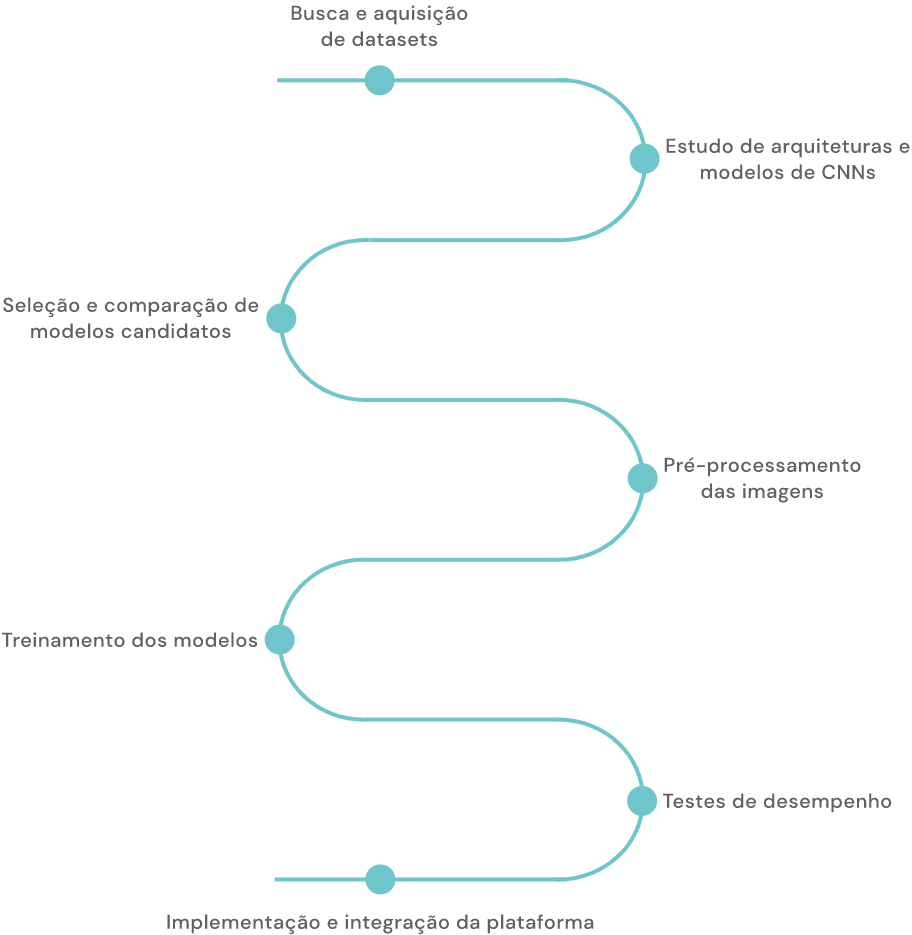 Busca e aquisição
de datasets
Estudo de arquiteturas e
modelos de CNNs
Seleção e comparação de
modelos candidatos
Pré-processamento
das imagens
Treinamento dos modelos
Testes de desempenho
Implementação e integração da plataforma